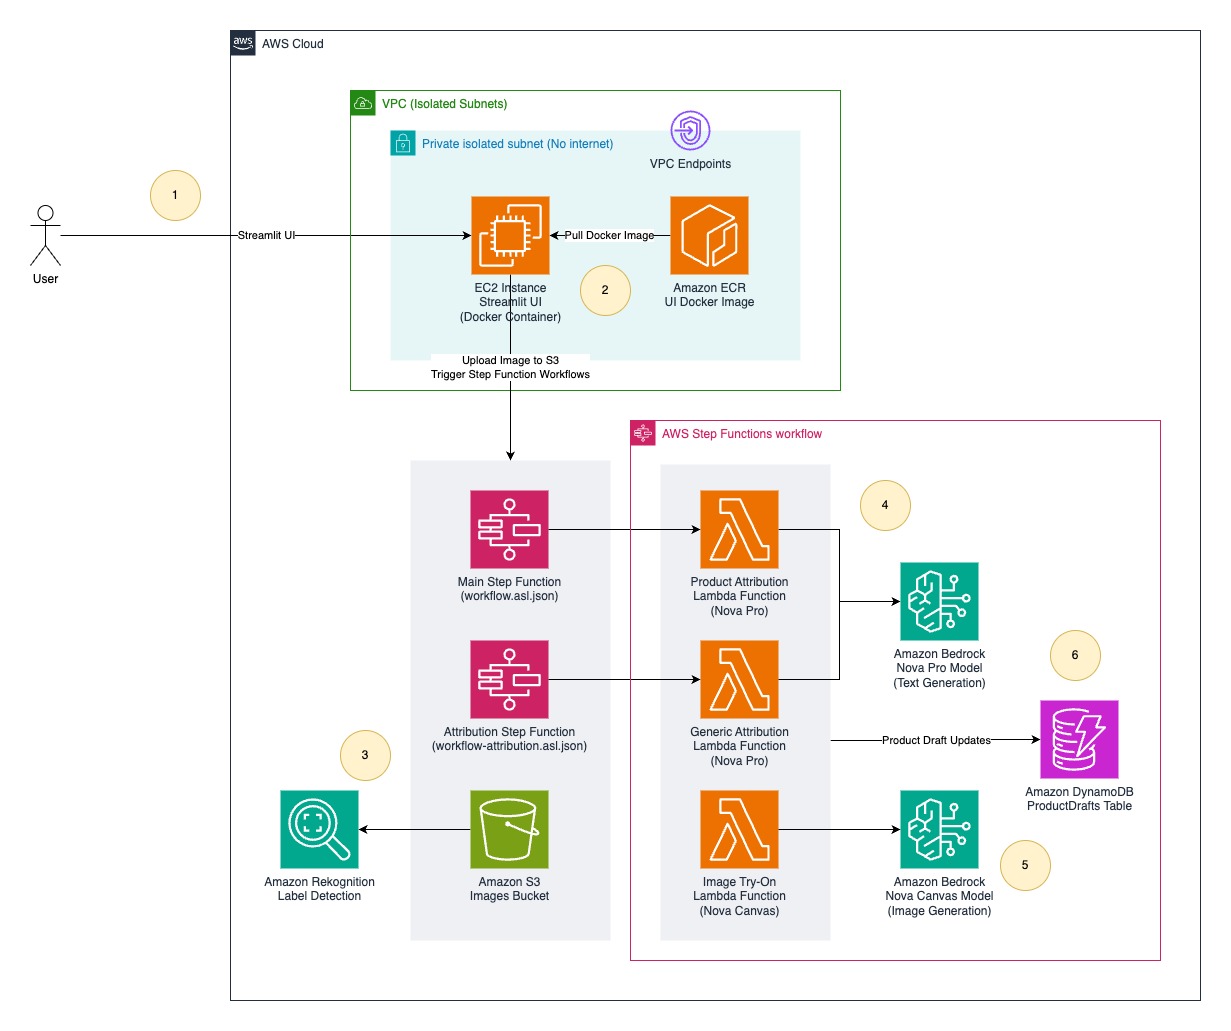 aws
AWS Cloud
VPC (Isolated Subnets)
Private isolated subnet (No internet)
VPC Endpoints
1
User
Streamlit UI
Pull Docker Image
EC2 Instance
Streamlit UI
(Docker Container)
2
Amazon ECR
UI Docker Image
Upload Image to S3
Trigger Step Function Workflows
AWS Step Functions workflow
Main Step Function
(workflow.asl.json)
Product Attribution
Lambda Function
(Nova Pro)
4
Amazon Bedrock
Nova Pro Model
(Text Generation)
Attribution Step Function
(workflow-attribution.asl.json)
Generic Attribution
Lambda Function
(Nova Pro)
6
Product Draft Updates
Amazon DynamoDB
ProductDrafts Table
3
Amazon Rekognition
Label Detection
Amazon S3
Images Bucket
Image Try-On
Lambda Function
(Nova Canvas)
Amazon Bedrock
Nova Canvas Model
(Image Generation)
5